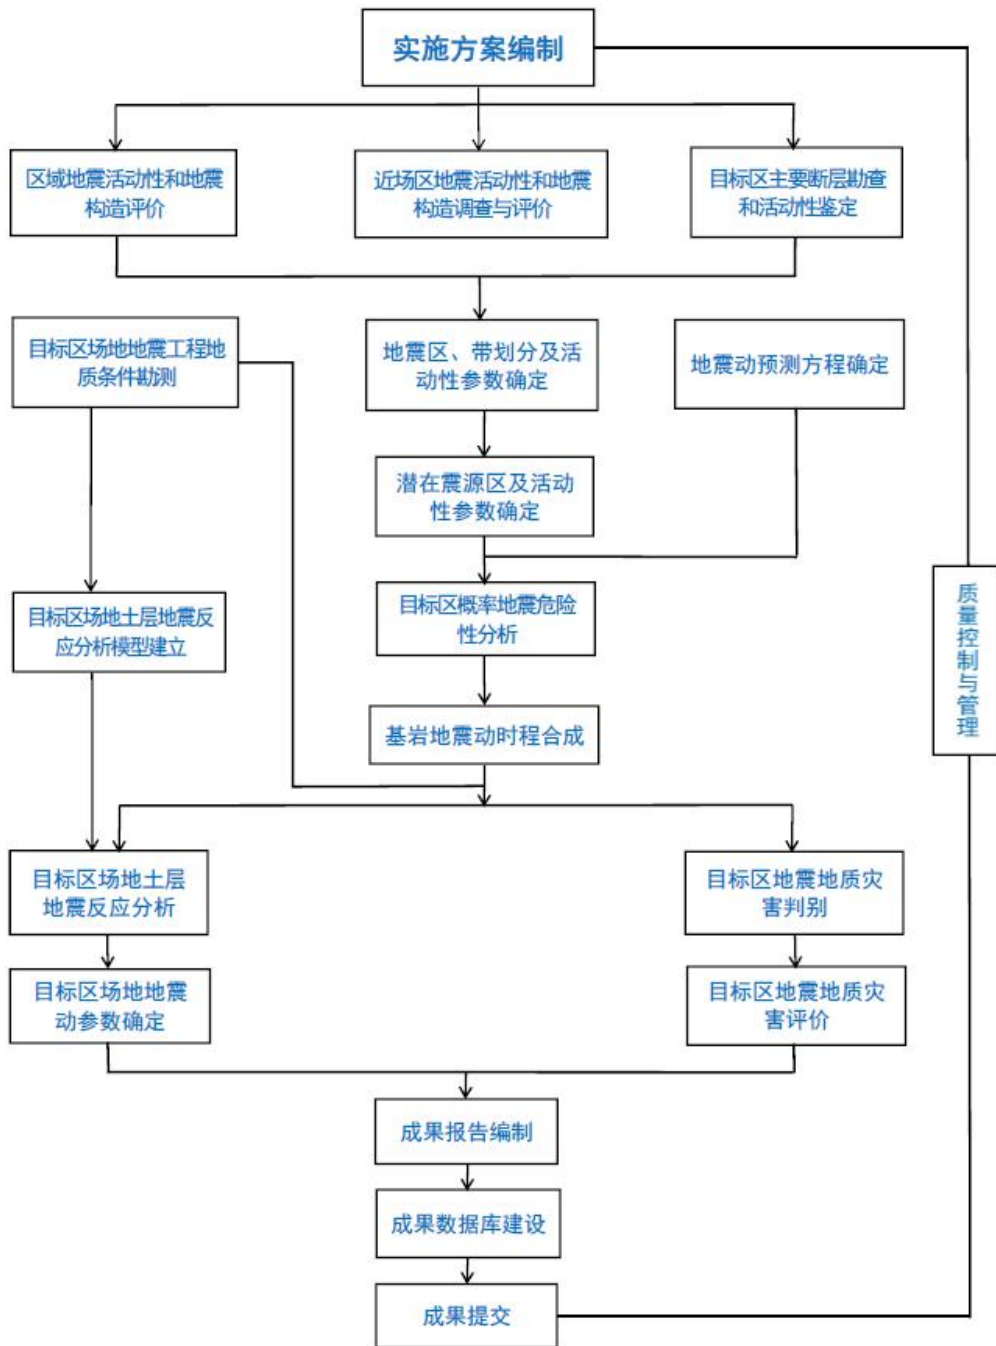 实施方案编制
区域地震活动性和地震
构造评价
近场区地震活动性和地震
构造调查与评价
目标区主要断层勘查
和活动性鉴定
目标区场地地震工程地
质条件勘测
地震区、带划分及活
动性参数确定
地震动预测方程确定
潜在震源区及活动
性参数确定
目标区场地土层地震反
应分析模型建立
目标区概率地震危险
性分析
质量控制与管理
基岩地震动时程合成
目标区场地土层
地震反应分析
目标区地震地质灾
害判别
目标区场地地震
动参数确定
目标区地震地质灾
害评价
成果报告编制
成果数据库建设
成果提交